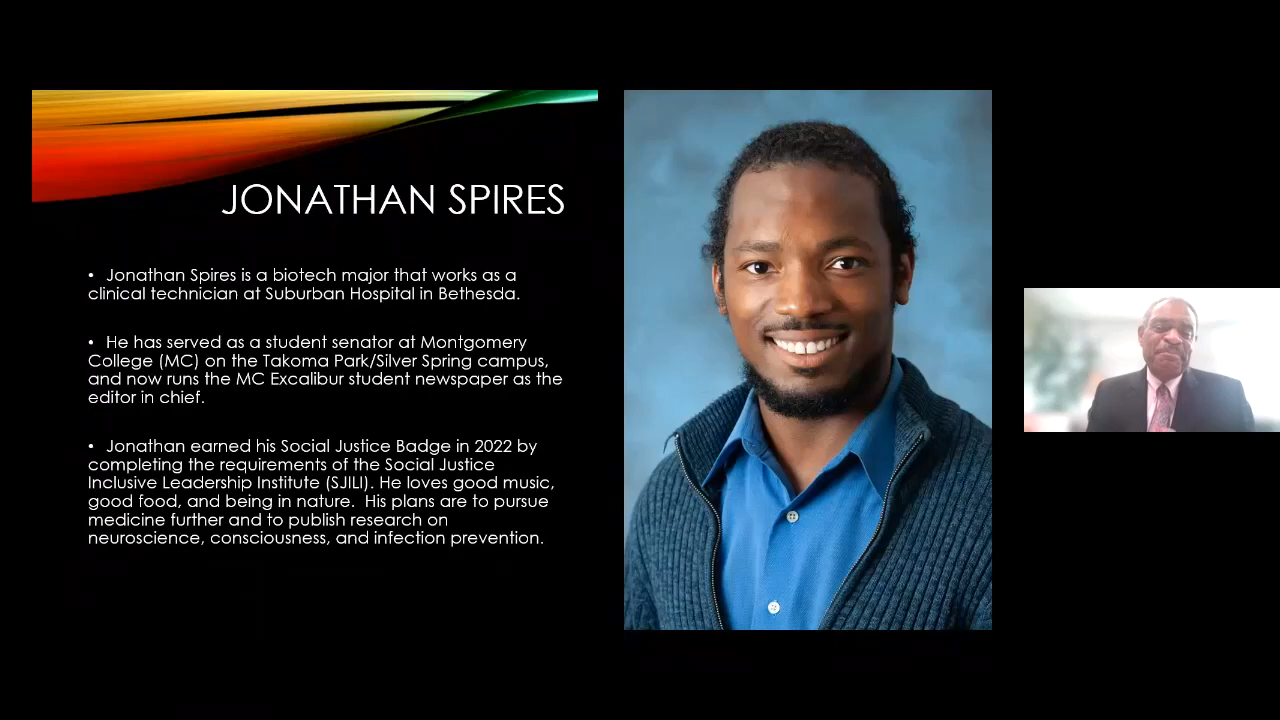 JONATHAN SPIRES
• Jonathan Spires is a biotech major that works as a
clinical technician at Suburban Hospital in Bethesda.
• He has served as a student senator at Montgomery
College (MC) on the Takoma Park/Silver Spring campus,
and now runs the MC Excalibur student newspaper as the
editor in chief.
• Jonathan earned his Social Justice Badge in 2022 by
completing the requirements of the Social Justice
Inclusive Leadership Institute (SJILI). He loves good music,
good food, and being in nature.  His plans are to pursue
medicine further and to publish research on
neuroscience, consciousness, and infection prevention.